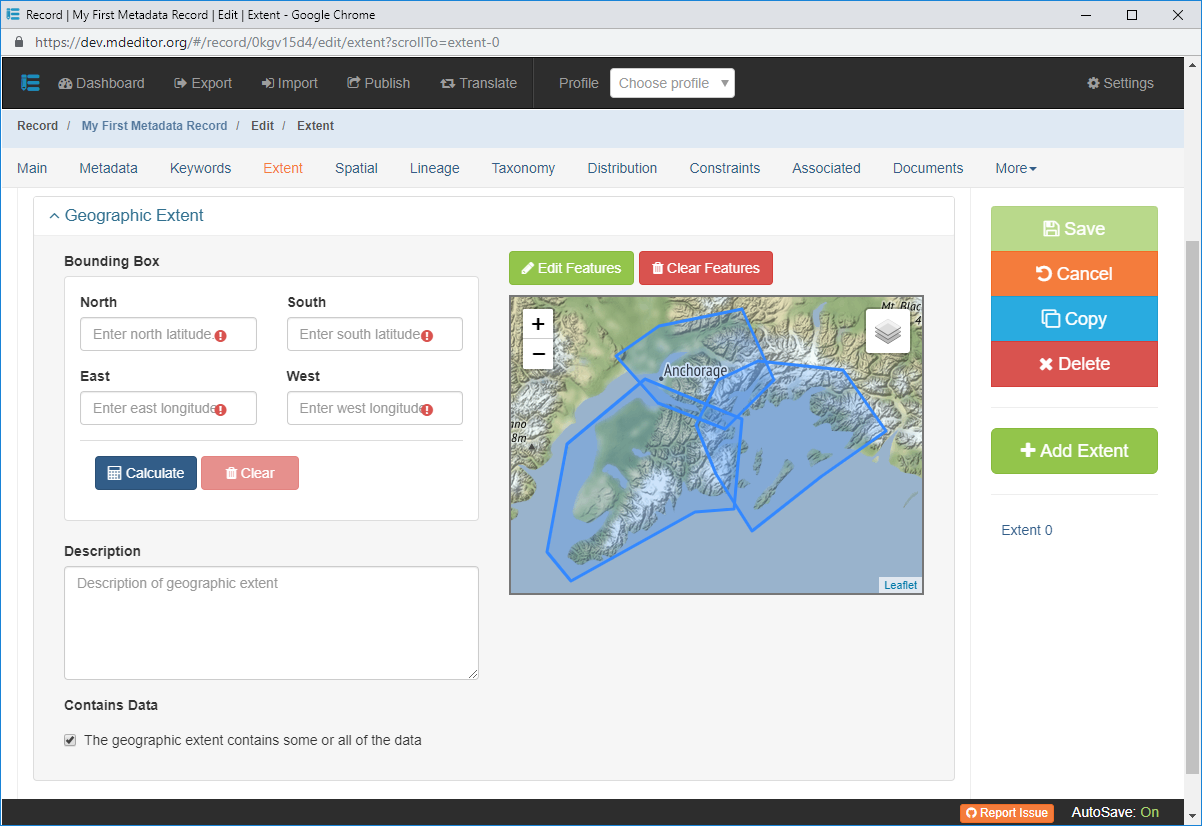 Record | My First Metadata Record | Edit | Extent - Google Chrome
https://dev.mdeditor.org/#/record/0kgv15d4/edit/extent?scrollTo=extent-0
Dashboard Export Import Publish Translate Profile Choose profile Settings
Record / My First Metadata Record / Edit / Extent
Main Metadata Keywords Extent Spatial Lineage Taxonomy Distribution Constraints Associated Documents More
Geographic Extent
Save
Cancel
Copy
Delete
Add Extent
Extent 0
Bounding Box
North South
Enter north latitude. Enter south latitude
East West
Enter east longitude Enter west longitud
Calculate Clear
Description
Description of geographic extent
Contains Data
The geographic extent contains some or all of the data
Edit Features Clear Features
+
−
Mt. Blac
4
Anchorage
ano
8m
Leaflet
Report Issue AutoSave: On